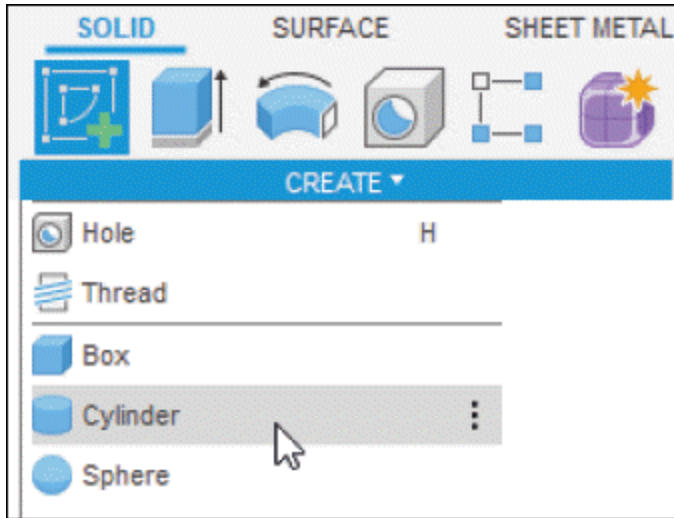 SOLID SURFACE SHEET METAL
CREATE ▾
Hole H
Thread
Box
Cylinder
Sphere